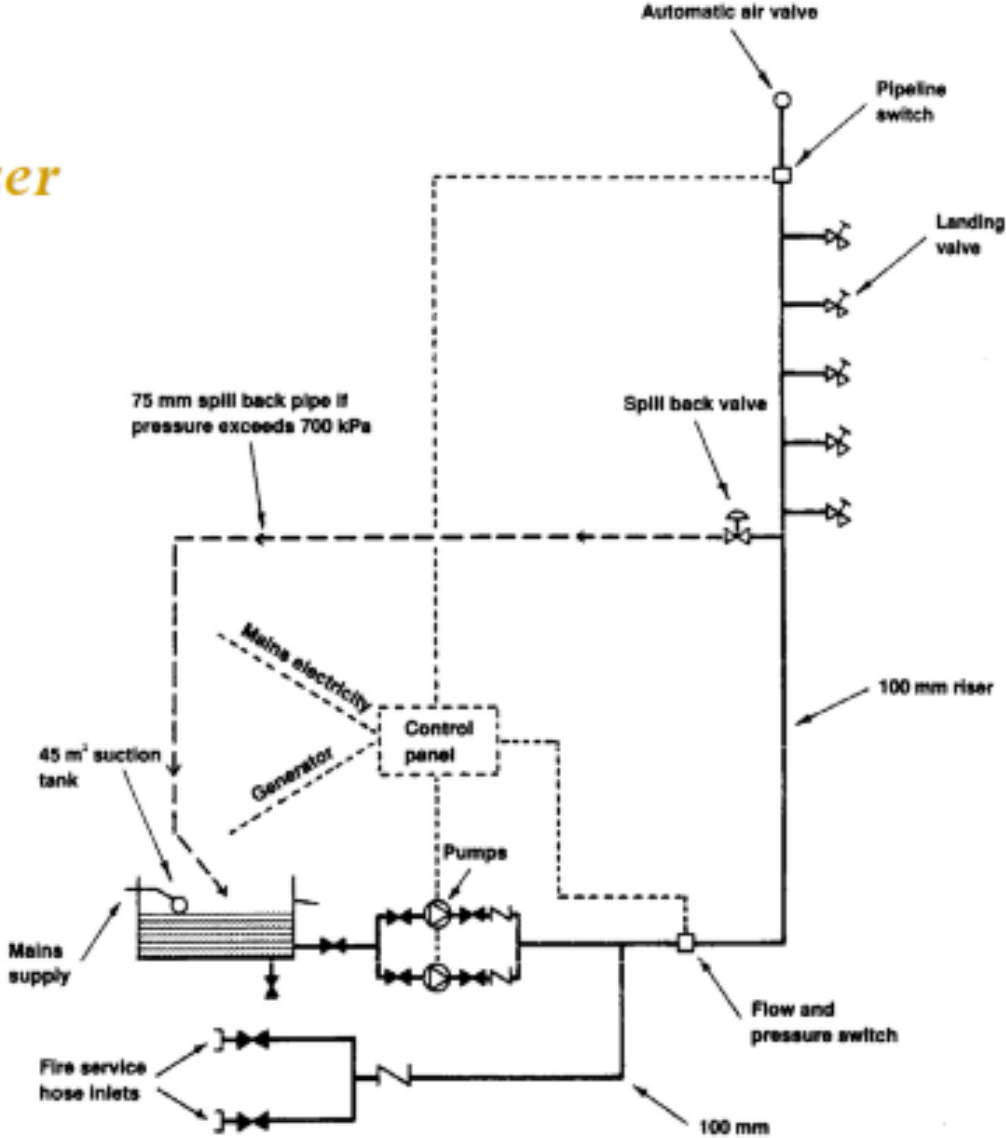 Automatic air valve
Pipeline
switch
er
Landing
valve
75 mm spill back pipe if
pressure exceeds 700 kPa
Spill back valve
Mains electricity
100 mm riser
Control
panel
45 m³ suction
tank
Generator
Pumps
Mains
supply
Flow and
pressure switch
Fire service
hose inlets
100 mm